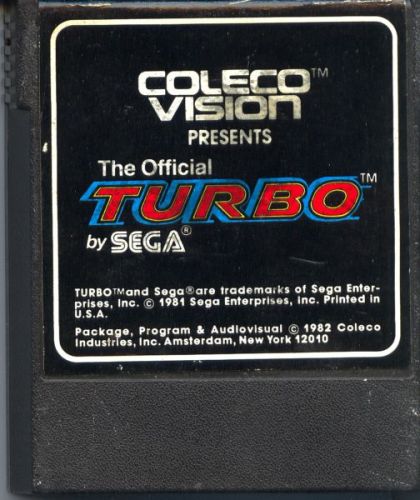 COLECO™
VISION
PRESENTS
The Official
TURBO™
by SEGA®
TURBO™and Sega®are trademarks of Sega Enter-
prises, Inc. © 1981 Sega Enterprises, Inc. Printed in
U.S.A.
Package, Program & Audiovisual © 1982 Coleco
Industries, Inc. Amsterdam, New York 12010